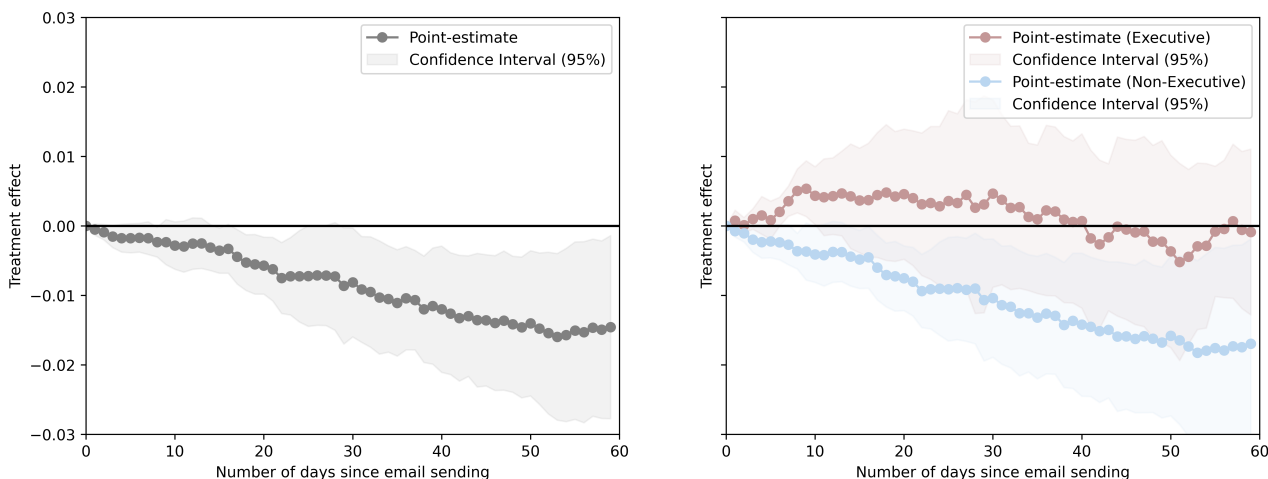 0.03
0.02
0.01
0.00
−0.01
−0.02
−0.03
Treatment effect
0 10 20 30 40 50 60
Number of days since email sending
Point-estimate
Confidence Interval (95%)
Treatment effect
0 10 20 30 40 50 60
Number of days since email sending
Point-estimate (Executive)
Confidence Interval (95%)
Point-estimate (Non-Executive)
Confidence Interval (95%)